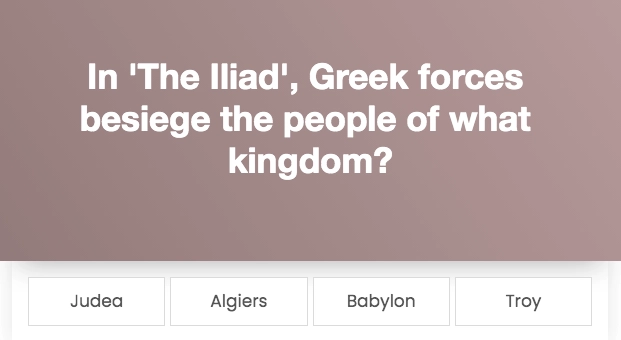 In 'The Iliad', Greek forces
besiege the people of what
kingdom?
Judea
Algiers
Babylon
Troy